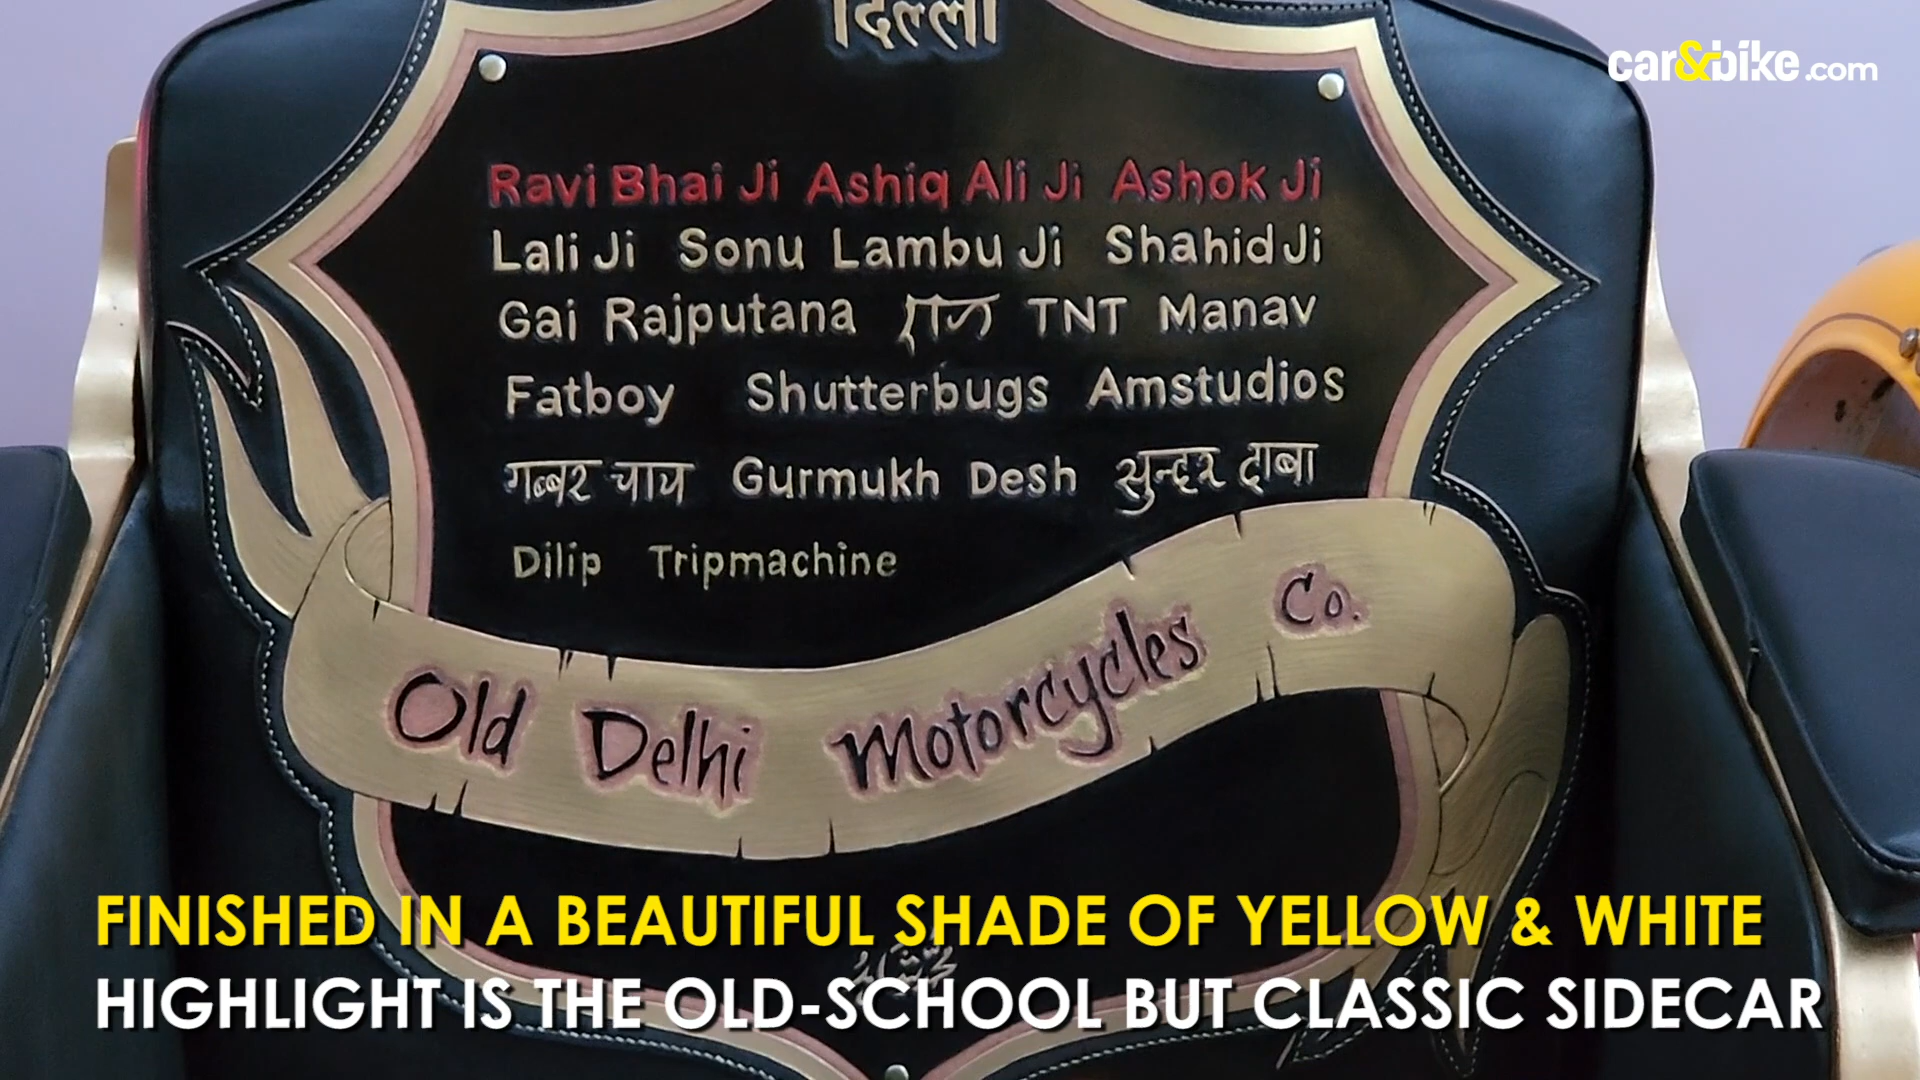 दिल्ली
car&bike.com
Ravi Bhai Ji Ashiq Ali Ji Ashok Ji
Lali Ji Sonu Lambu Ji Shahid Ji
Gai Rajputana राज TNT Manav
Fatboy Shutterbugs Amstudios
गब्बर चाय Gurmukh Desh सुन्दर ढाबा
Dilip Tripmachine
Old Delhi Motorcycles Co.
FINISHED IN A BEAUTIFUL SHADE OF YELLOW & WHITE
HIGHLIGHT IS THE OLD-SCHOOL BUT CLASSIC SIDECAR